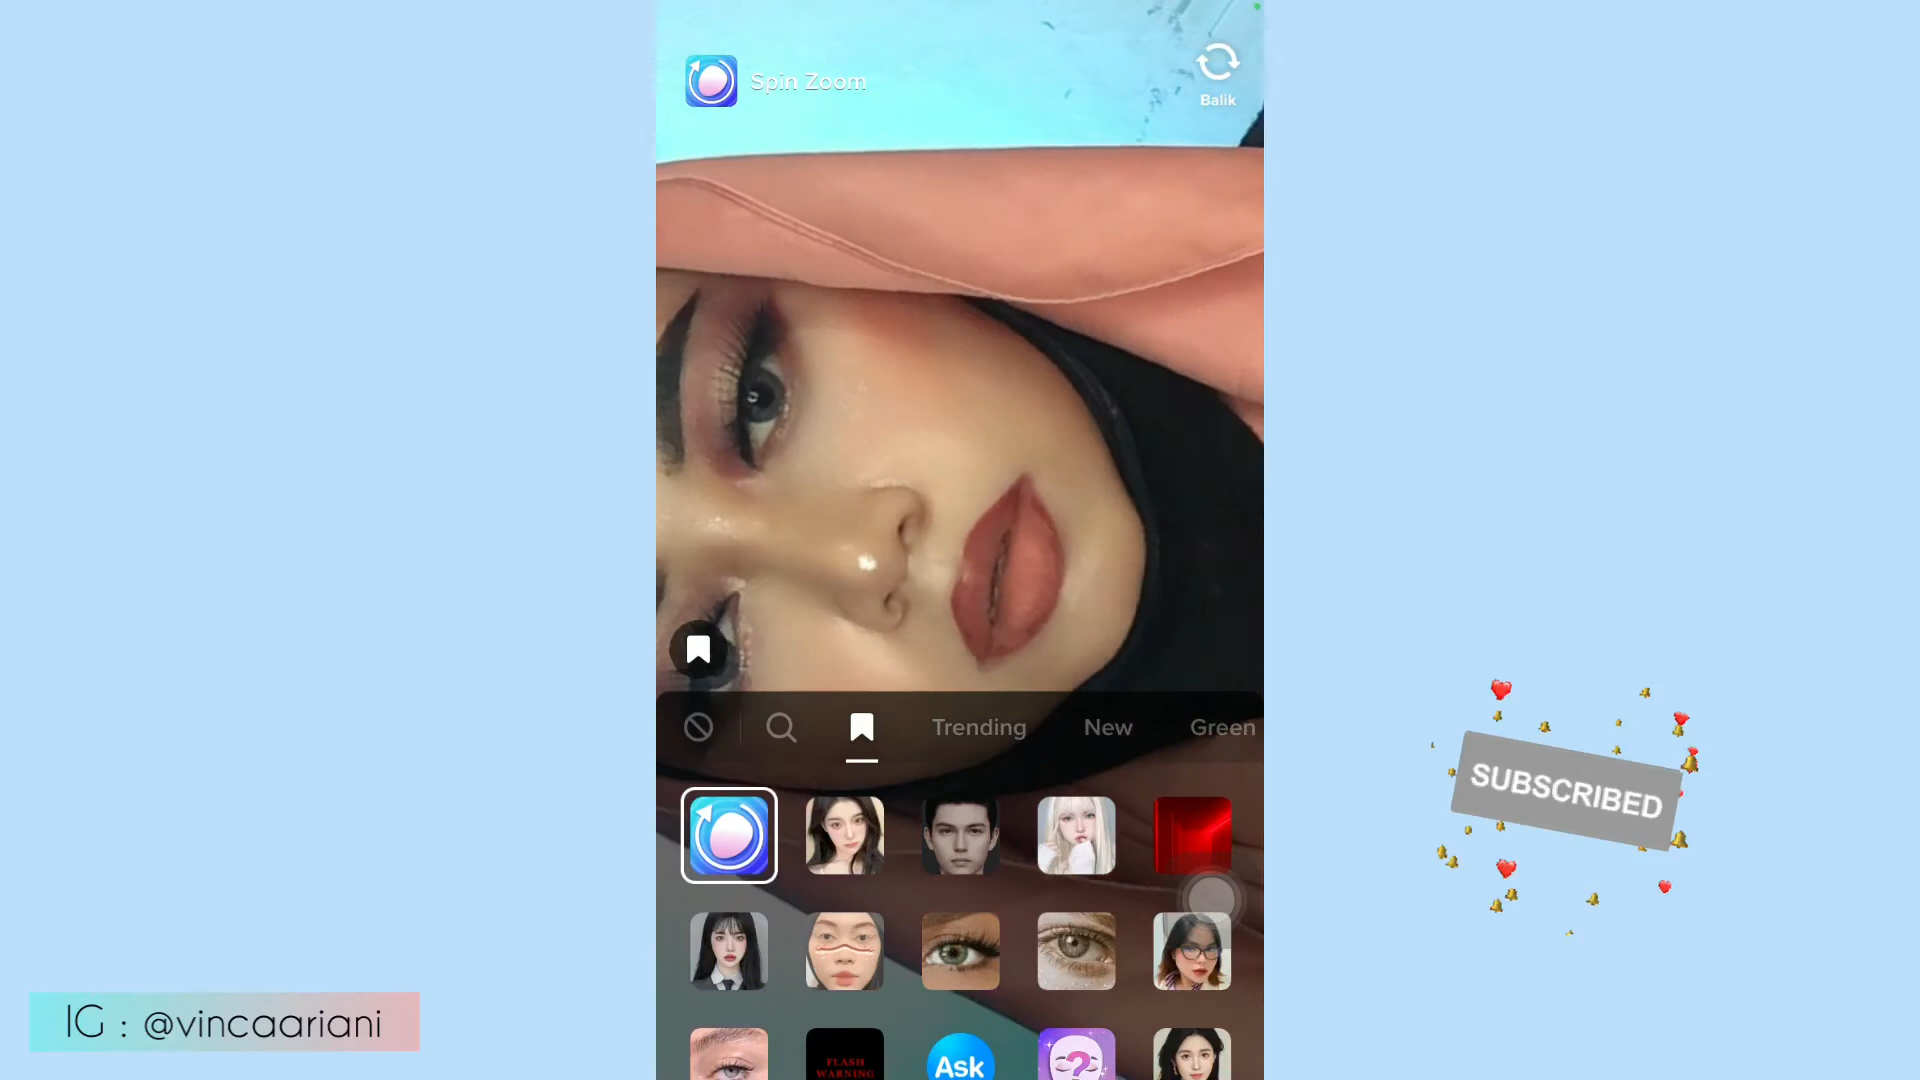 Spin Zoom
Balik
Trending
New
Green
SUBSCRIBED
FLASH
WARNING
Ask
?
IG : @vincaariani